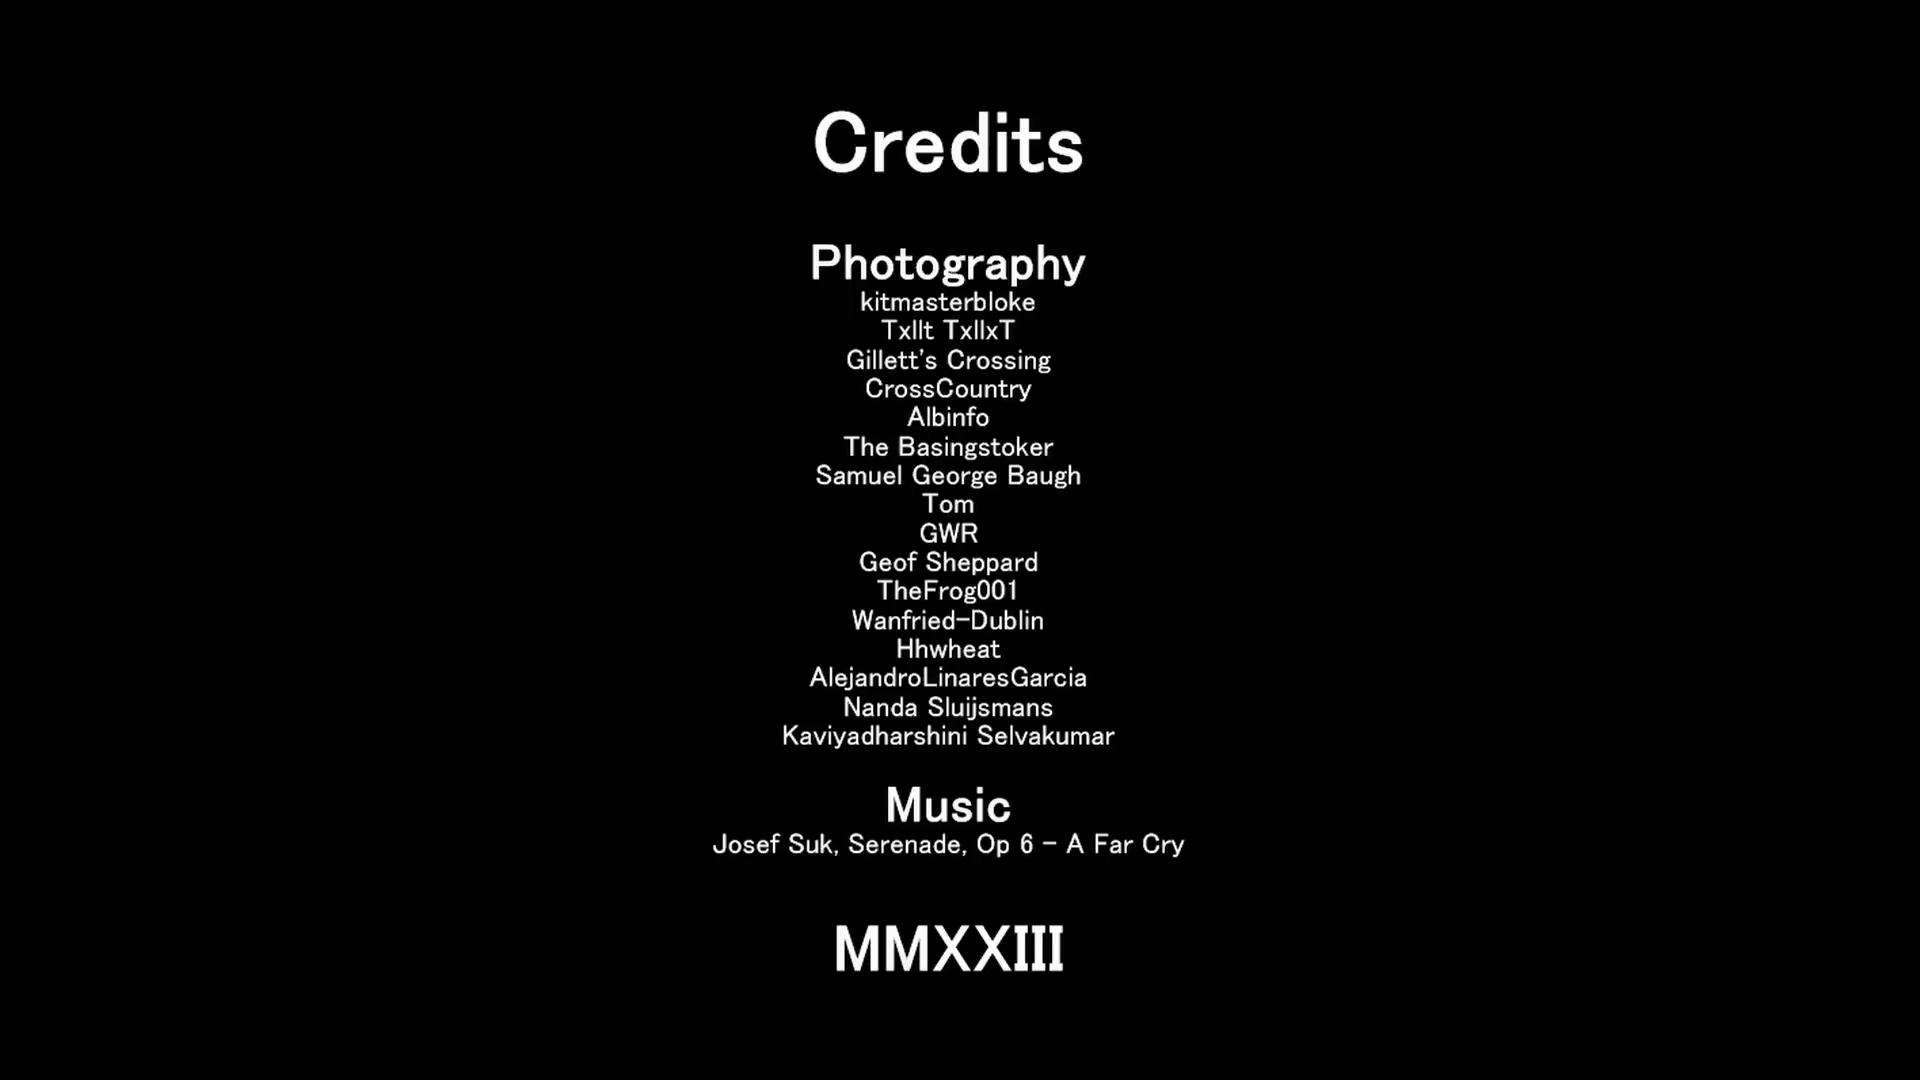 Credits
Photography
kitmasterbloke
Txllt TxllxT
Gillett's Crossing
CrossCountry
Albinfo
The Basingstoker
Samuel George Baugh
Tom
GWR
Geof Sheppard
TheFrog001
Wanfried-Dublin
Hhwheat
AlejandroLinaresGarcia
Nanda Sluijsmans
Kaviyadharshini Selvakumar
Music
Josef Suk, Serenade, Op 6 - A Far Cry
MMXXIII